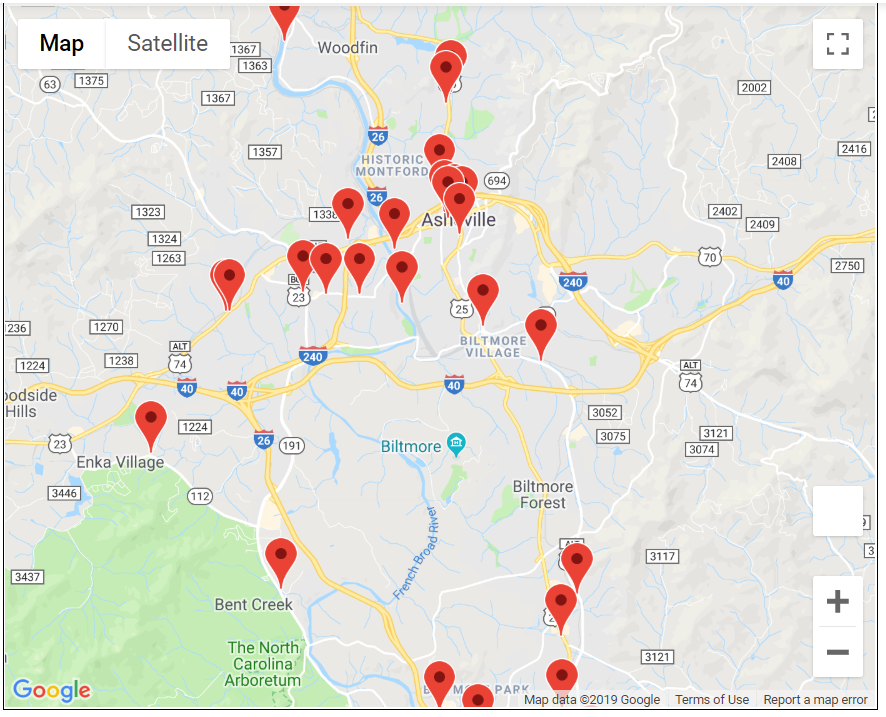 Map
Satellite
Woodfin
1367
1363
1375
63
1367
2002
26
1357
HISTORIC
MONTFORD
2416
2408
694
26
1323
1338
2402
2409
Asheville
1324
1263
70
2750
240
40
23
25
1270
BILTMORE
VILLAGE
ALT
74
1238
1224
240
ALT
74
40
40
40
Hills
1224
3052
3075
3121
3074
23
26
191
Biltmore
Enka Village
3446
112
Biltmore
Forest
French Broad River
3117
3437
Bent Creek
The North
Carolina
Arboretum
3121
PARK
Google
Map data ©2019 Google
Terms of Use
Report a map error